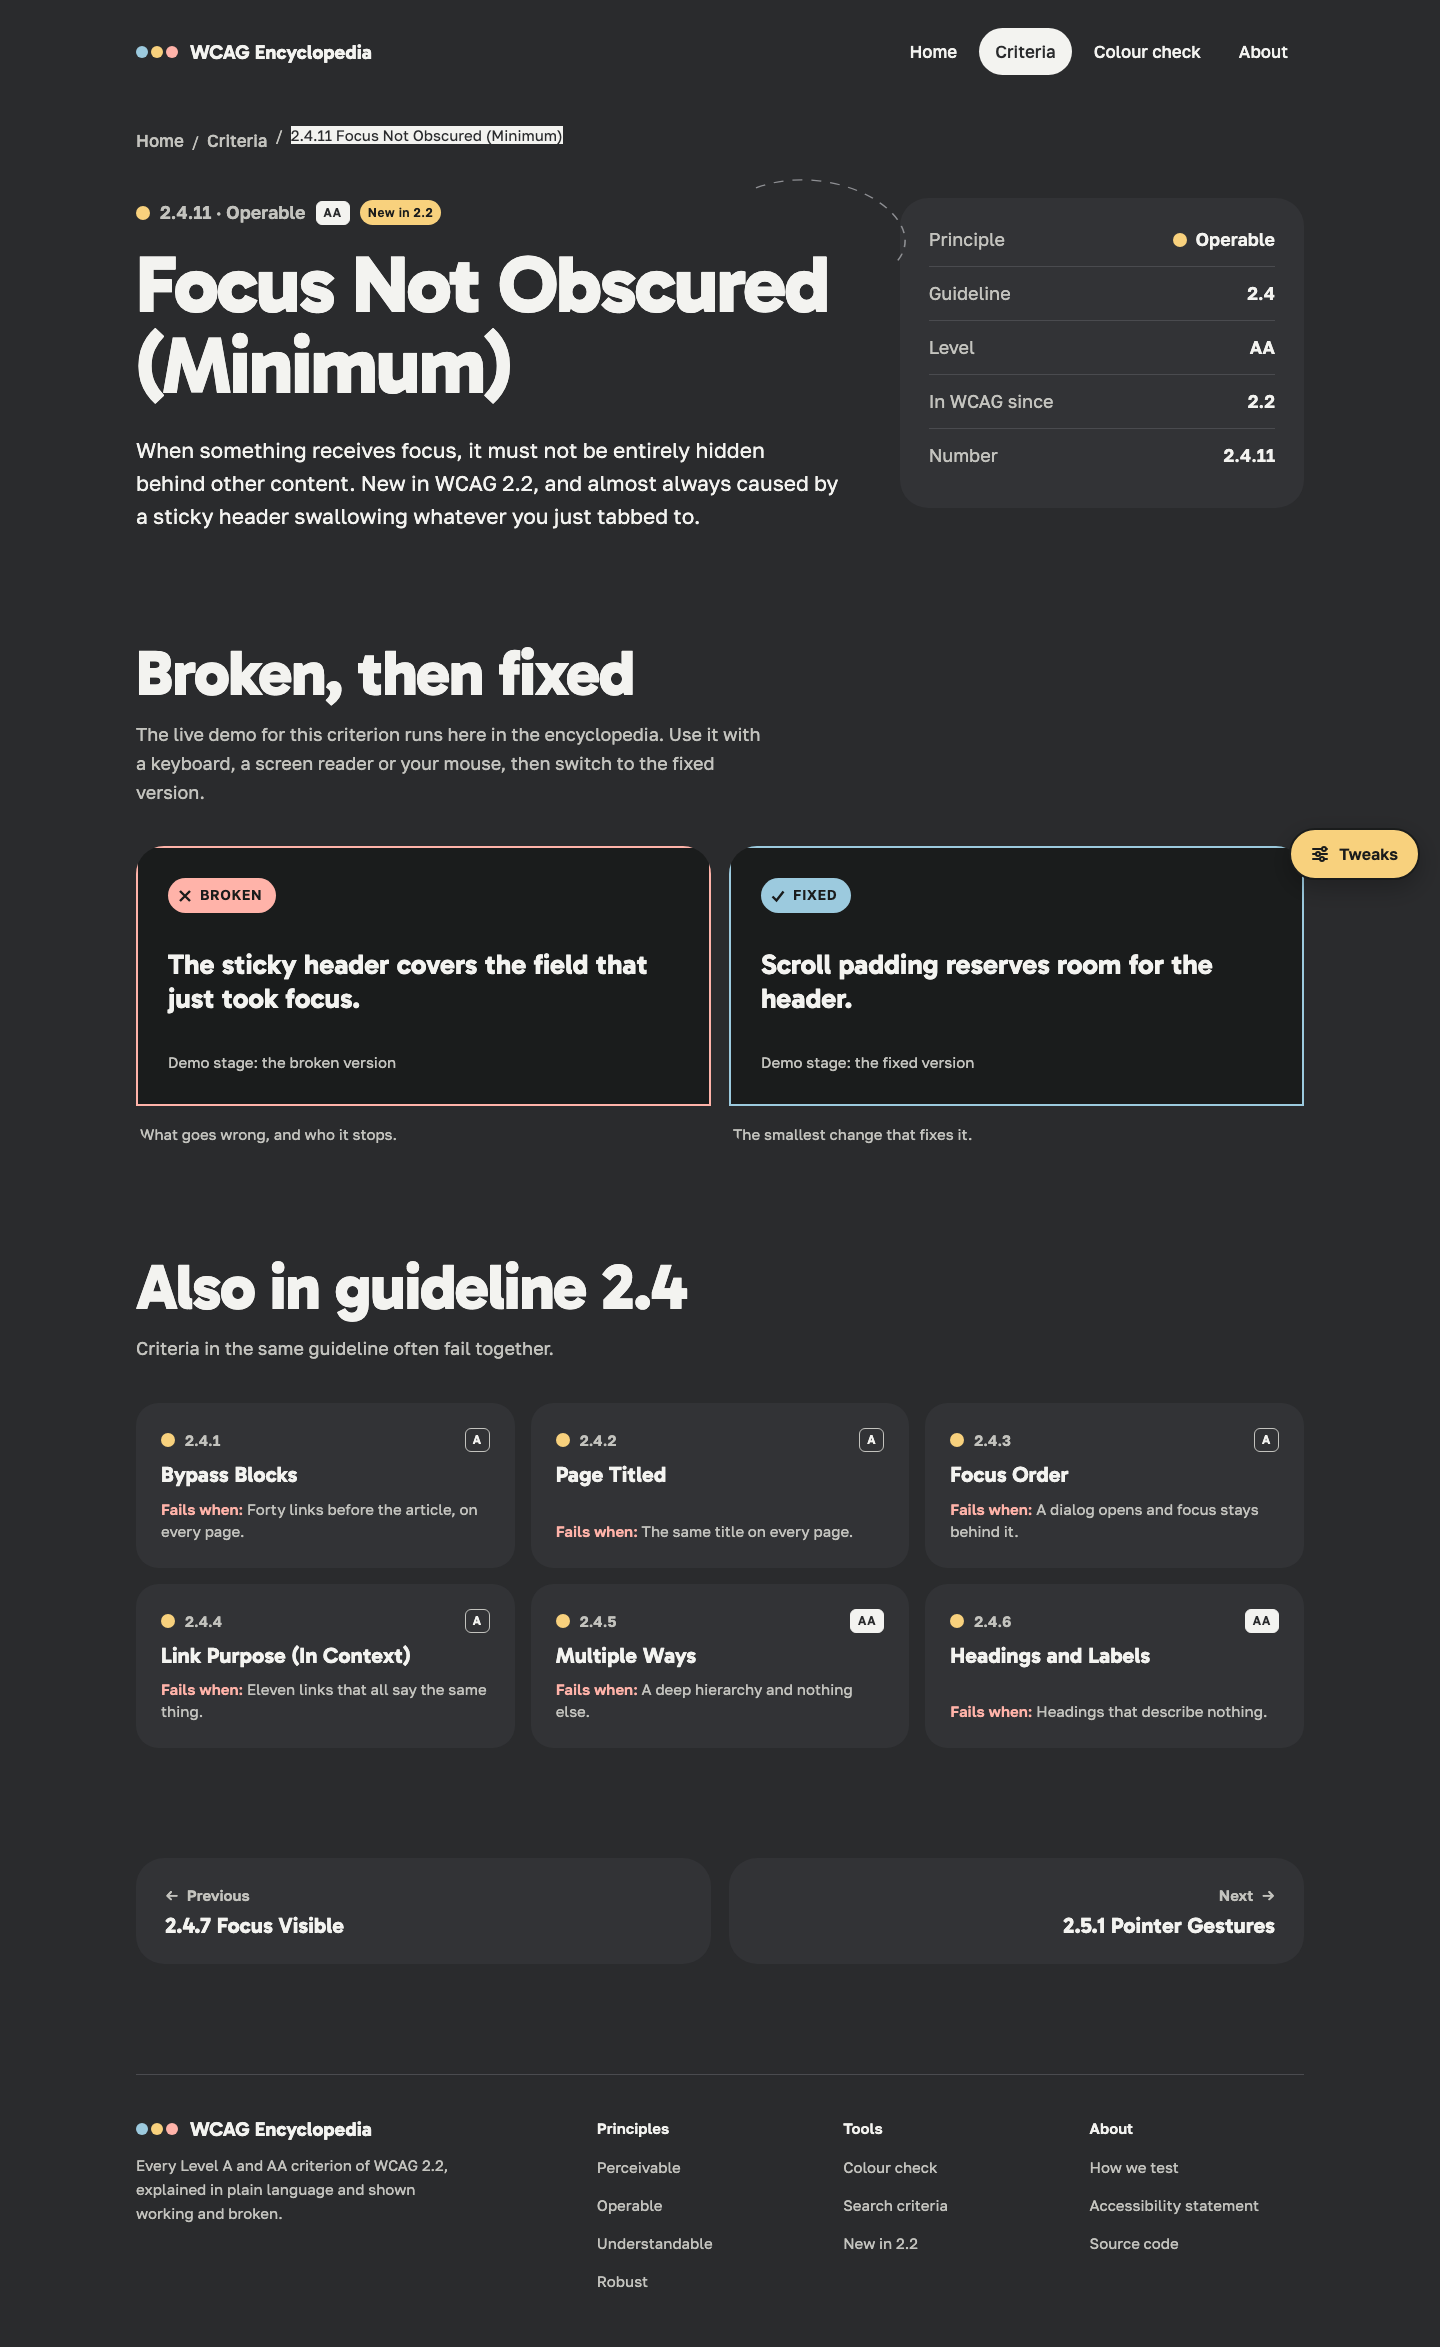 WCAG Encyclopedia
Home
Criteria
Colour check
About
Home / Criteria / 2.4.11 Focus Not Obscured (Minimum)
2.4.11 · Operable AA New in 2.2
Focus Not Obscured
(Minimum)
When something receives focus, it must not be entirely hidden
behind other content. New in WCAG 2.2, and almost always caused by
a sticky header swallowing whatever you just tabbed to.
Principle Operable
Guideline 2.4
Level AA
In WCAG since 2.2
Number 2.4.11
Broken, then fixed
The live demo for this criterion runs here in the encyclopedia. Use it with
a keyboard, a screen reader or your mouse, then switch to the fixed
version.
Tweaks
BROKEN
The sticky header covers the field that
just took focus.
Demo stage: the broken version
What goes wrong, and who it stops.
FIXED
Scroll padding reserves room for the
header.
Demo stage: the fixed version
The smallest change that fixes it.
Also in guideline 2.4
Criteria in the same guideline often fail together.
2.4.1 A
Bypass Blocks
Fails when: Forty links before the article, on
every page.
2.4.2 A
Page Titled
Fails when: The same title on every page.
2.4.3 A
Focus Order
Fails when: A dialog opens and focus stays
behind it.
2.4.4 A
Link Purpose (In Context)
Fails when: Eleven links that all say the same
thing.
2.4.5 AA
Multiple Ways
Fails when: A deep hierarchy and nothing
else.
2.4.6 AA
Headings and Labels
Fails when: Headings that describe nothing.
← Previous
2.4.7 Focus Visible
Next →
2.5.1 Pointer Gestures
WCAG Encyclopedia
Every Level A and AA criterion of WCAG 2.2,
explained in plain language and shown
working and broken.
Principles
Perceivable
Operable
Understandable
Robust
Tools
Colour check
Search criteria
New in 2.2
About
How we test
Accessibility statement
Source code